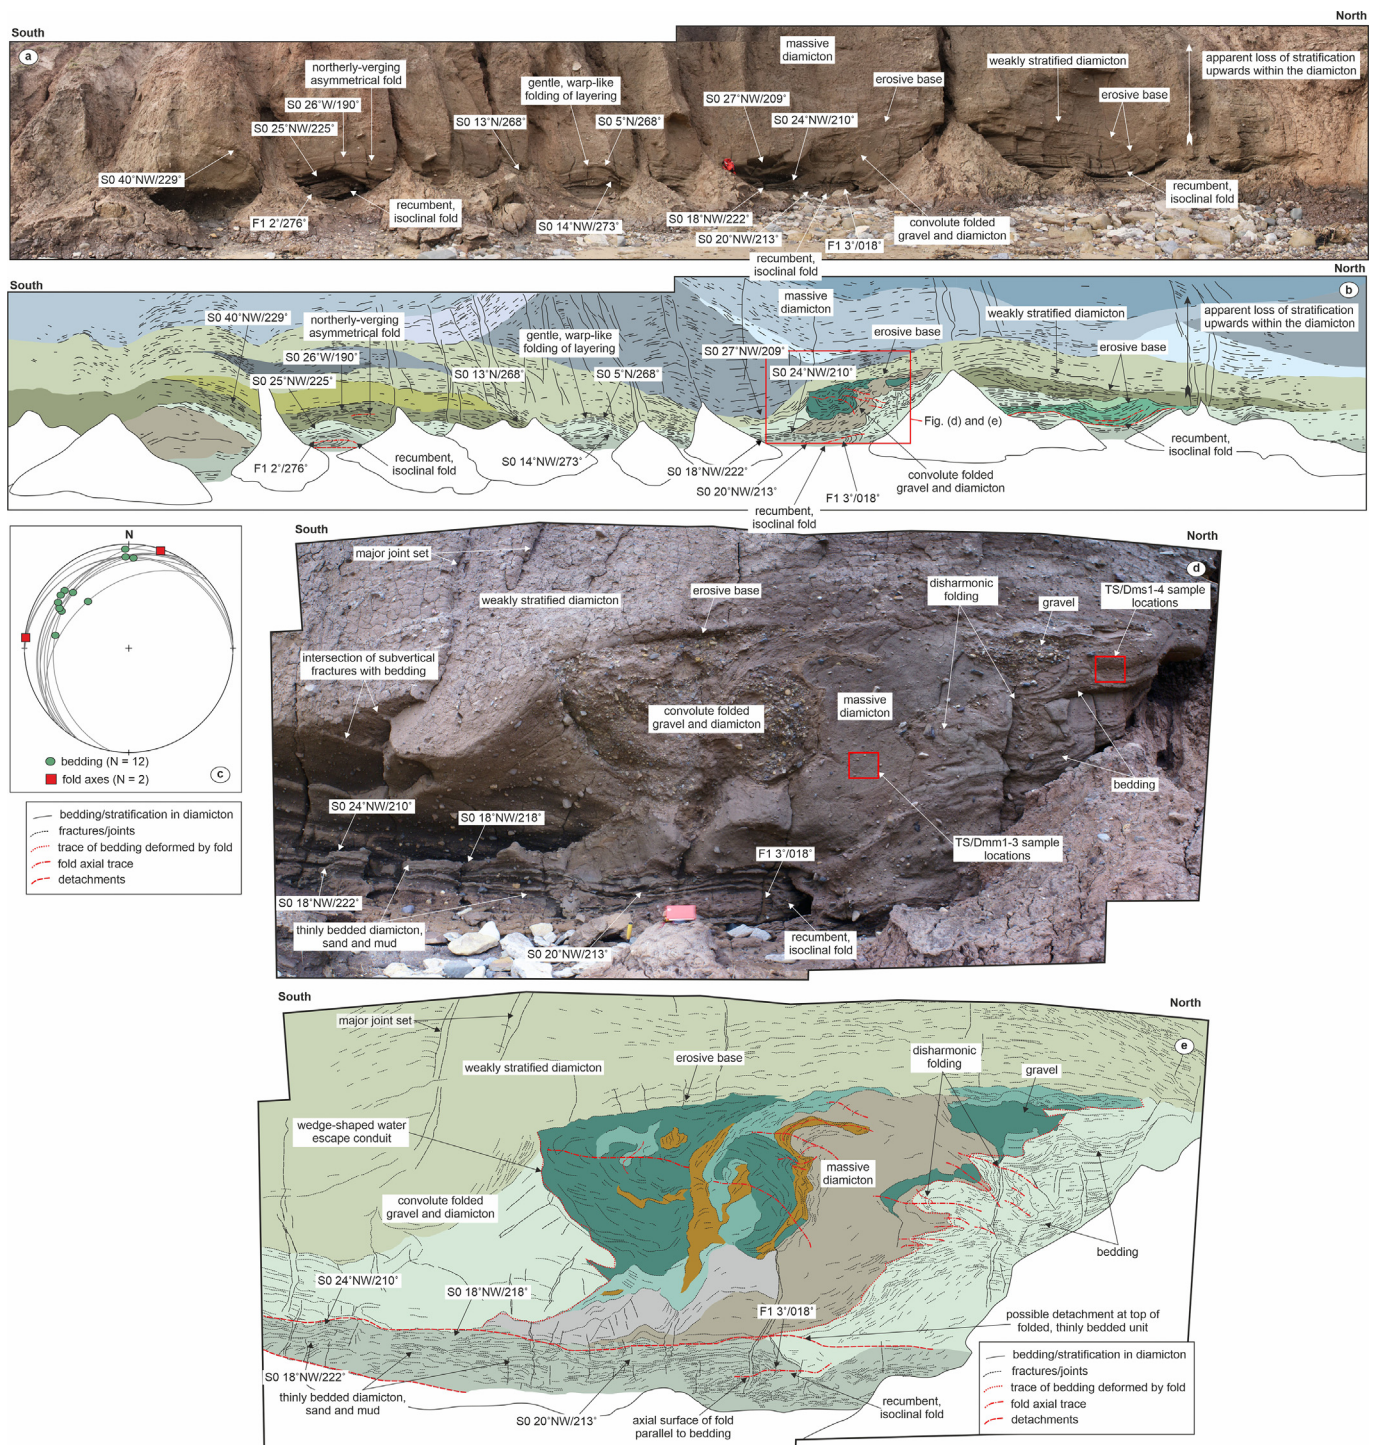 South
North
a
massive
diamicton
northerly-verging
asymmetrical fold
weakly stratified diamicton
apparent loss of stratification
upwards within the diamicton
gentle, warp-like
folding of layering
erosive base
S0 26°W/190°
S0 27°NW/209°
erosive base
S0 25°NW/225°
S0 13°N/268°
S0 5°N/268°
S0 24°NW/210°
S0 40°NW/229°
recumbent,
isoclinal fold
recumbent,
isoclinal fold
F1 2°/276°
S0 14°NW/273°
S0 18°NW/222°
convolute folded
gravel and diamicton
S0 20°NW/213°
F1 3°/018°
recumbent,
isoclinal fold
South
North
b
massive
diamicton
S0 40°NW/229°
northerly-verging
asymmetrical fold
weakly stratified diamicton
apparent loss of stratification
upwards within the diamicton
gentle, warp-like
folding of layering
erosive base
S0 26°W/190°
S0 27°NW/209°
erosive base
S0 25°NW/225°
S0 13°N/268°
S0 5°N/268°
S0 24°NW/210°
Fig. (d) and (e)
F1 2°/276°
recumbent,
isoclinal fold
S0 14°NW/273°
S0 18°NW/222°
recumbent,
isoclinal fold
convolute folded
gravel and diamicton
S0 20°NW/213°
F1 3°/018°
recumbent,
isoclinal fold
N
bedding (N = 12)
fold axes (N = 2)
c
bedding/stratification in diamicton
fractures/joints
trace of bedding deformed by fold
fold axial trace
detachments
South
North
d
major joint set
disharmonic
folding
TS/Dms1-4 sample
locations
weakly stratified diamicton
erosive base
gravel
intersection of subvertical
fractures with bedding
convolute folded
gravel and diamicton
massive
diamicton
bedding
S0 24°NW/210°
S0 18°NW/218°
TS/Dmm1-3 sample
locations
F1 3°/018°
S0 18°NW/222°
thinly bedded diamicton,
sand and mud
S0 20°NW/213°
recumbent,
isoclinal fold
South
North
e
major joint set
weakly stratified diamicton
erosive base
disharmonic
folding
gravel
wedge-shaped water
escape conduit
massive
diamicton
convolute folded
gravel and diamicton
bedding
S0 24°NW/210°
S0 18°NW/218°
F1 3°/018°
possible detachment at top of
folded, thinly bedded unit
S0 18°NW/222°
thinly bedded diamicton,
sand and mud
S0 20°NW/213°
axial surface of fold
parallel to bedding
recumbent,
isoclinal fold
bedding/stratification in diamicton
fractures/joints
trace of bedding deformed by fold
fold axial trace
detachments